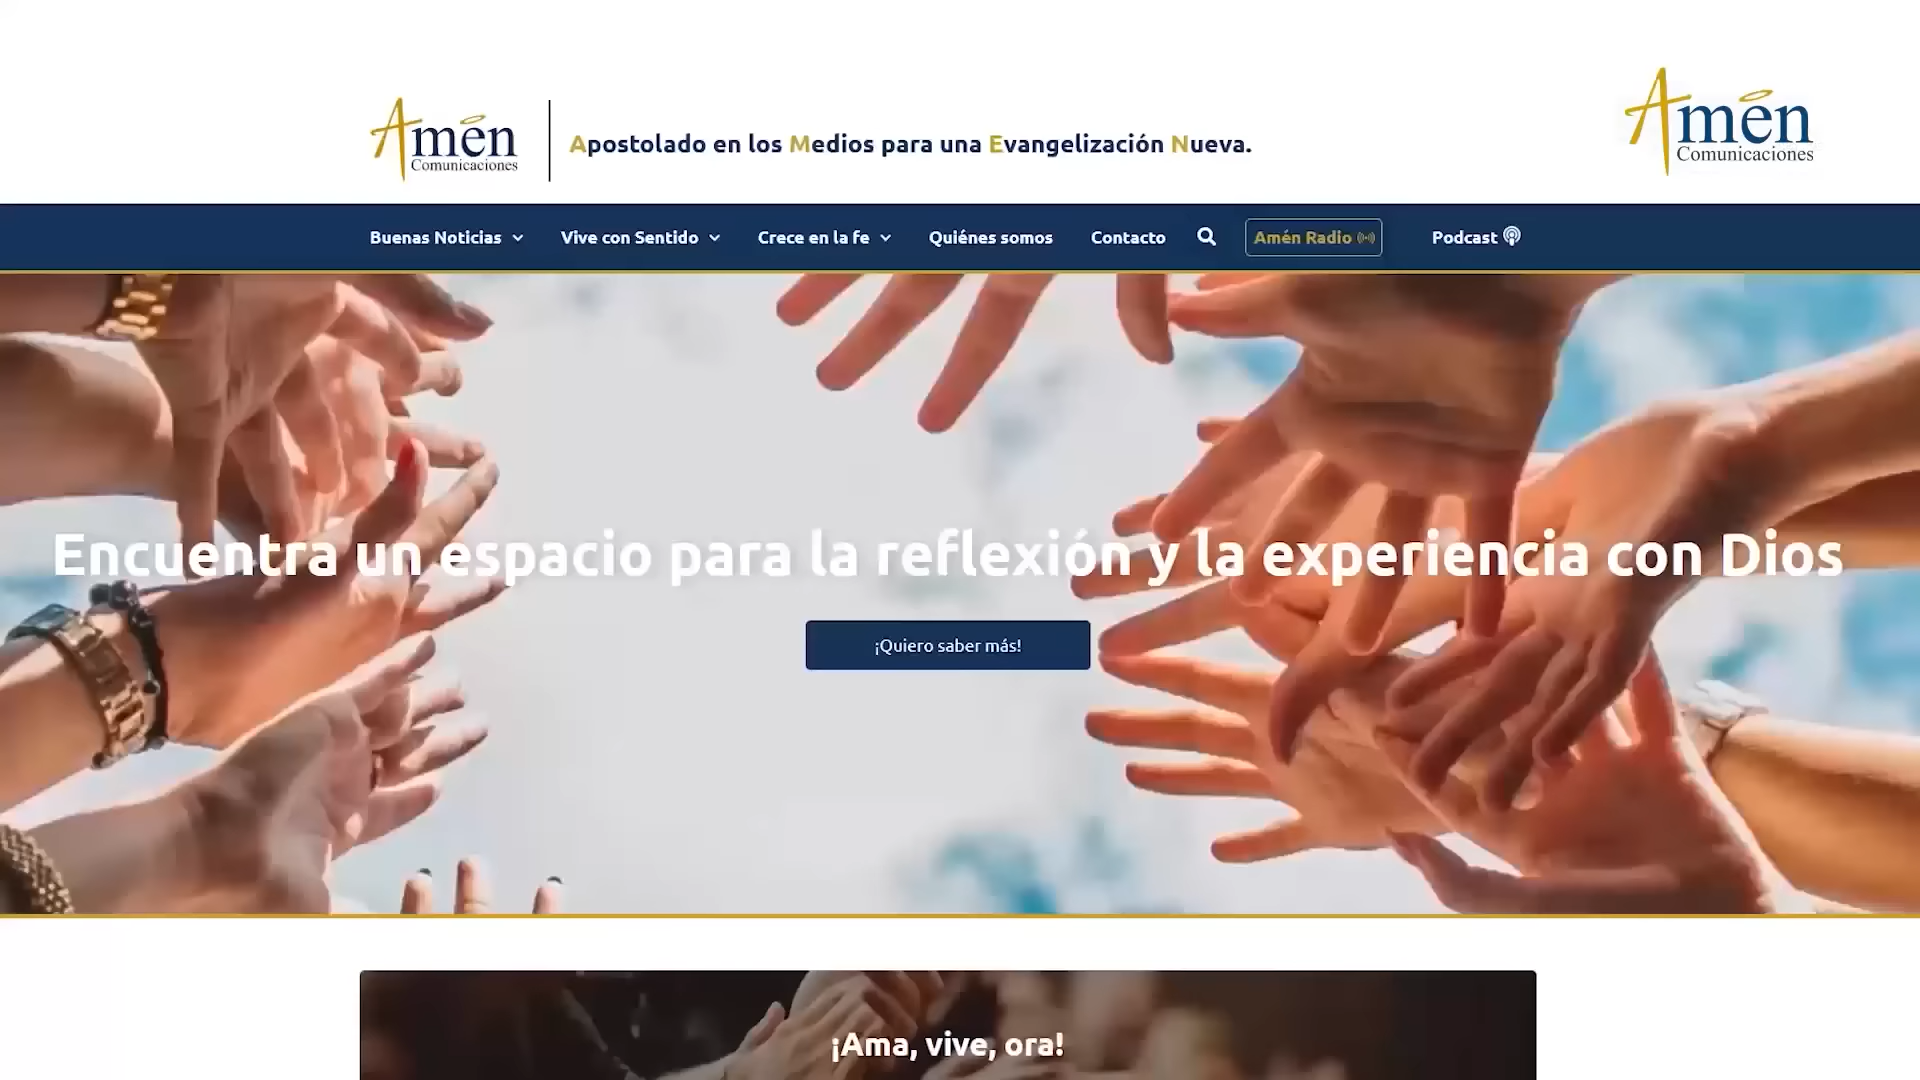 Amén
Comunicaciones
Apostolado en los Medios para una Evangelización Nueva.
Amén
Comunicaciones
Buenas Noticias
Vive con Sentido
Crece en la fe
Quiénes somos
Contacto
Amén Radio
Podcast
Encuentra un espacio para la reflexión y la experiencia con Dios
¡Quiero saber más!
¡Ama, vive, ora!